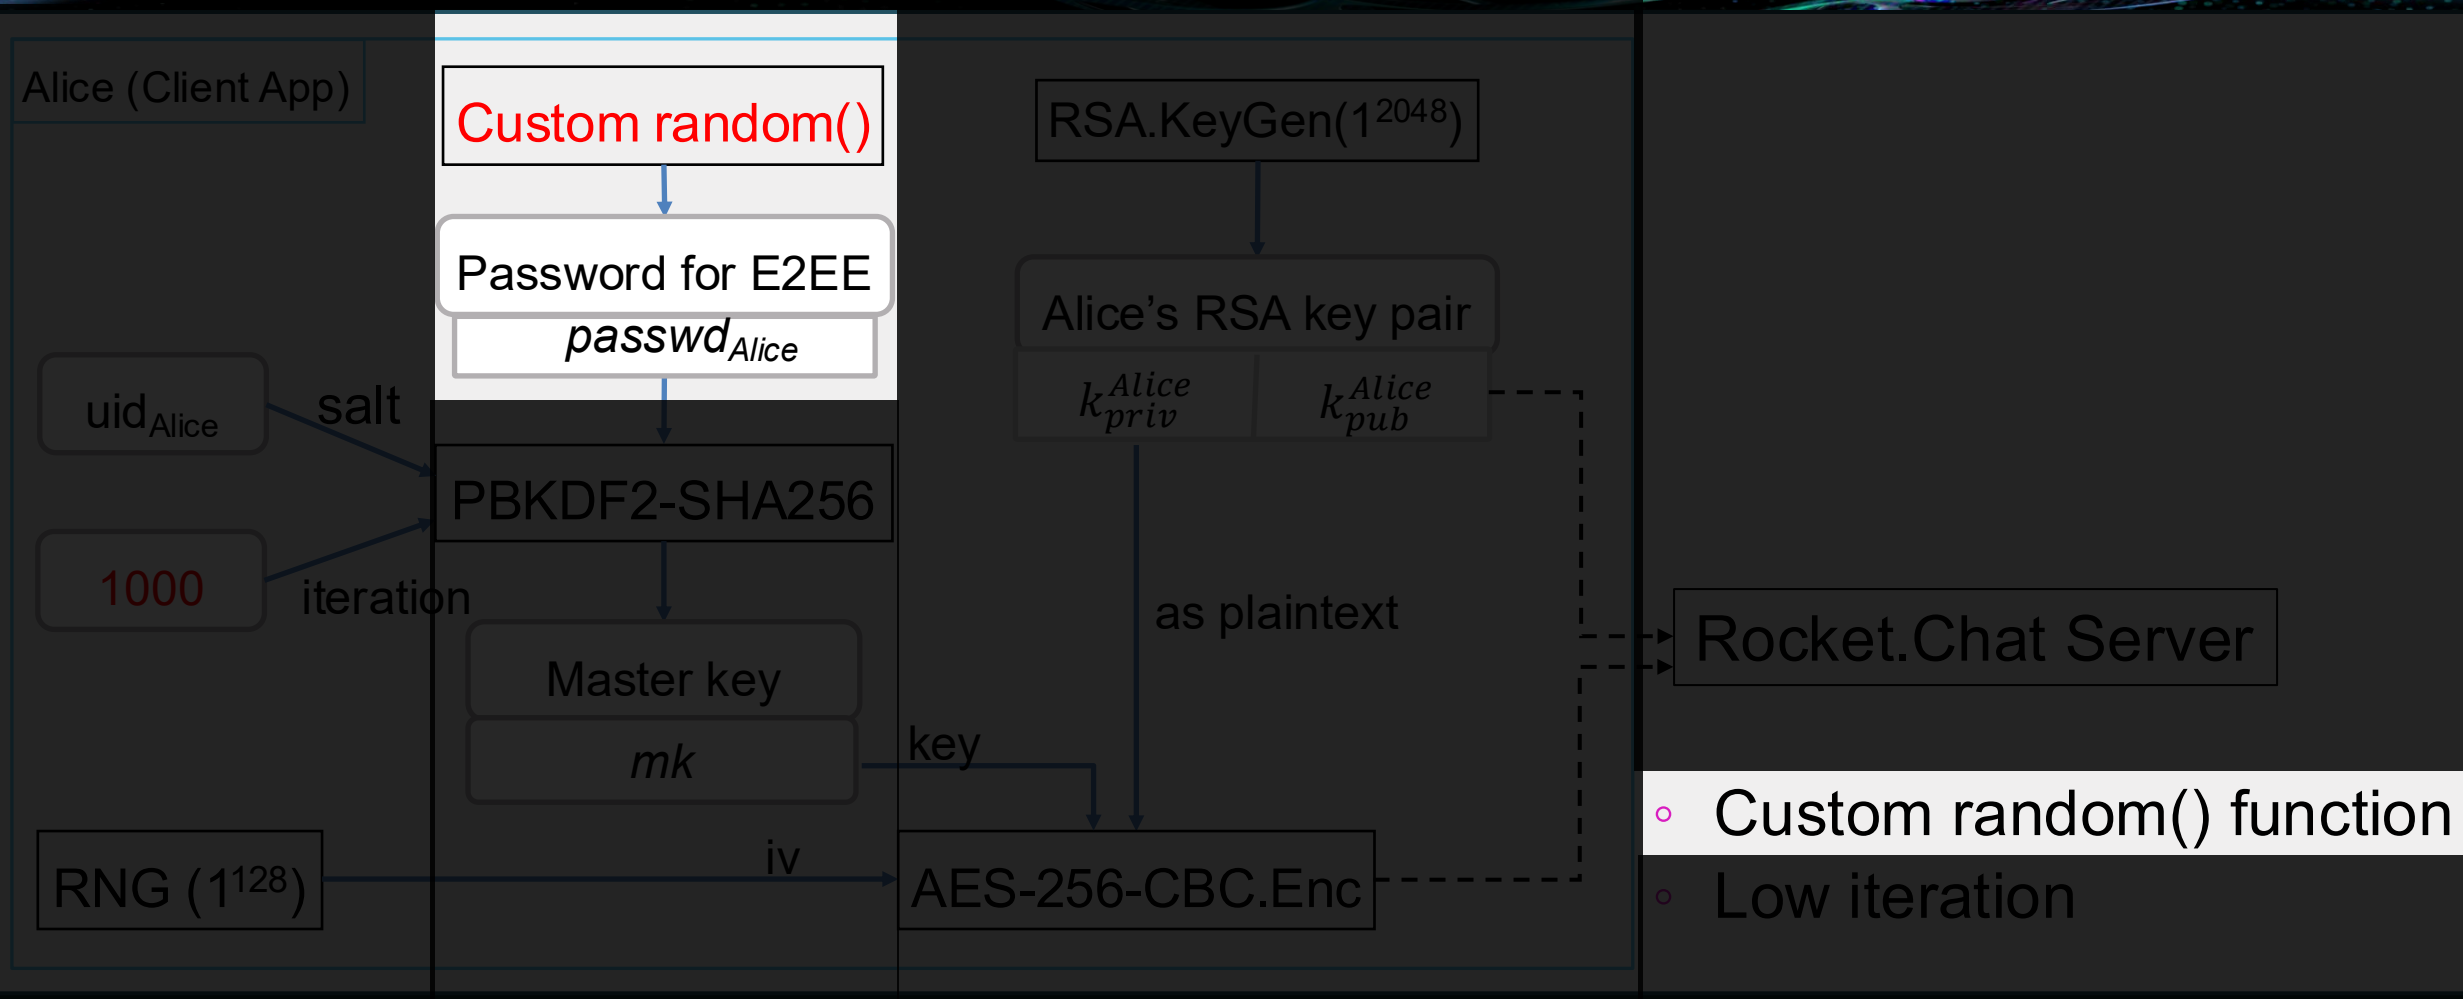 Alice (Client App)
Custom random()
RSA.KeyGen(1^2048)
Password for E2EE
passwd_Alice
Alice’s RSA key pair
k_priv^Alice
k_pub^Alice
uid_Alice
salt
PBKDF2-SHA256
1000
iteration
as plaintext
Rocket.Chat Server
Master key
mk
key
Custom random() function
RNG (1^128)
iv
AES-256-CBC.Enc
Low iteration